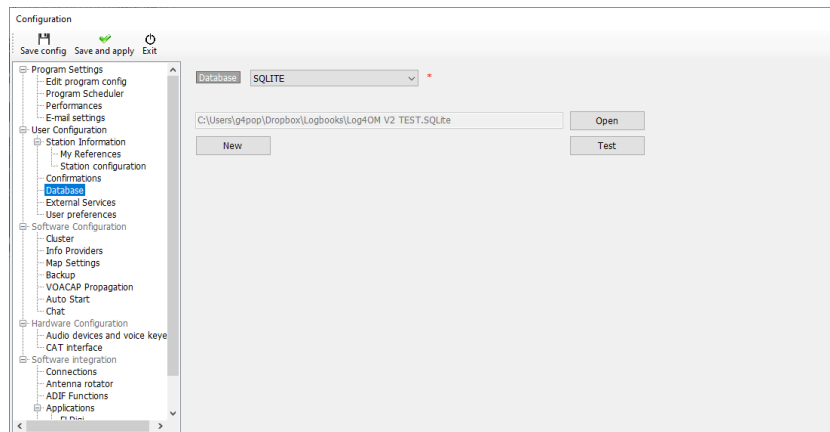 Configuration
Save config Save and apply Exit
Program Settings
Edit program config
Program Scheduler
Performances
E-mail settings
User Configuration
Station Information
My References
Station configuration
Confirmations
Database
External Services
User preferences
Software Configuration
Cluster
Info Providers
Map Settings
Backup
VOACAP Propagation
Auto Start
Chat
Hardware Configuration
Audio devices and voice keye
CAT interface
Software integration
Connections
Antenna rotator
ADIF Functions
Applications
Database SQLITE *
C:\Users\g4pop\Dropbox\Logbooks\Log4OM V2 TEST.SQLite Open
New Test